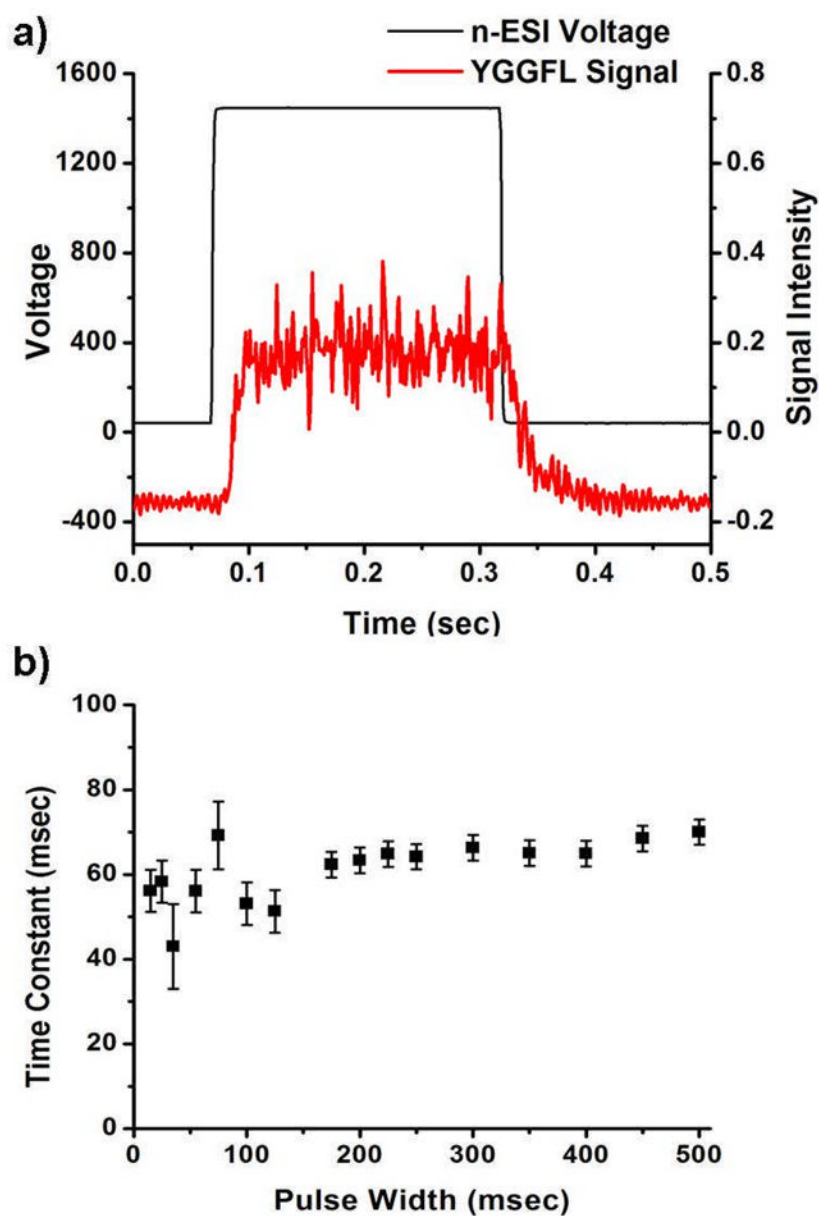 a)
n-ESI Voltage
YGGFL Signal
1600
1200
800
400
0
-400
Voltage
0.8
0.6
0.4
0.2
0.0
-0.2
Signal Intensity
0.0 0.1 0.2 0.3 0.4 0.5
Time (sec)
b)
100
80
60
40
20
0
Time Constant (msec)
0 100 200 300 400 500
Pulse Width (msec)